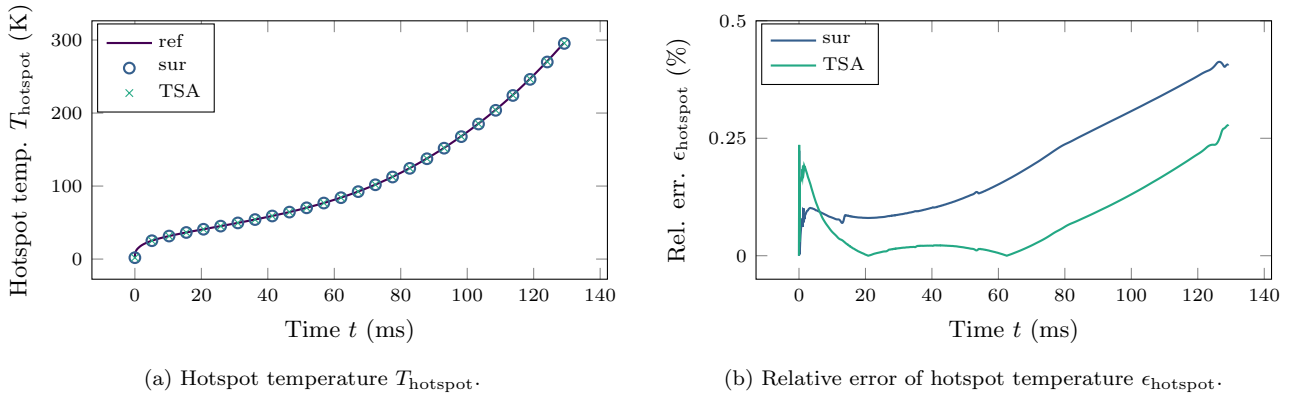 Hotspot temp. T_hotspot (K)
300
200
100
0
ref
sur
TSA
0 20 40 60 80 100 120 140
Time t (ms)
(a) Hotspot temperature T_hotspot.
Rel. err. ϵ_hotspot (%)
0.5
0.25
0
sur
TSA
0 20 40 60 80 100 120 140
Time t (ms)
(b) Relative error of hotspot temperature ϵ_hotspot.